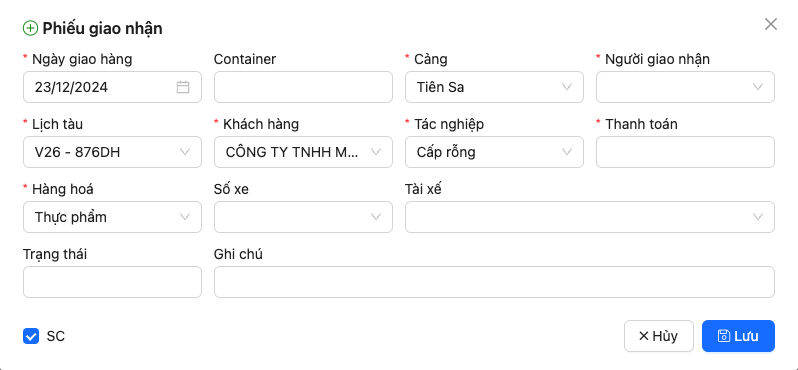 Phiếu giao nhận
* Ngày giao hàng Container * Cảng * Người giao nhận
23/12/2024 Tiên Sa
* Lịch tàu * Khách hàng * Tác nghiệp * Thanh toán
V26 - 876DH CÔNG TY TNHH M... Cấp rỗng
* Hàng hoá Số xe Tài xế
Thực phẩm
Trạng thái Ghi chú
SC Hủy Lưu